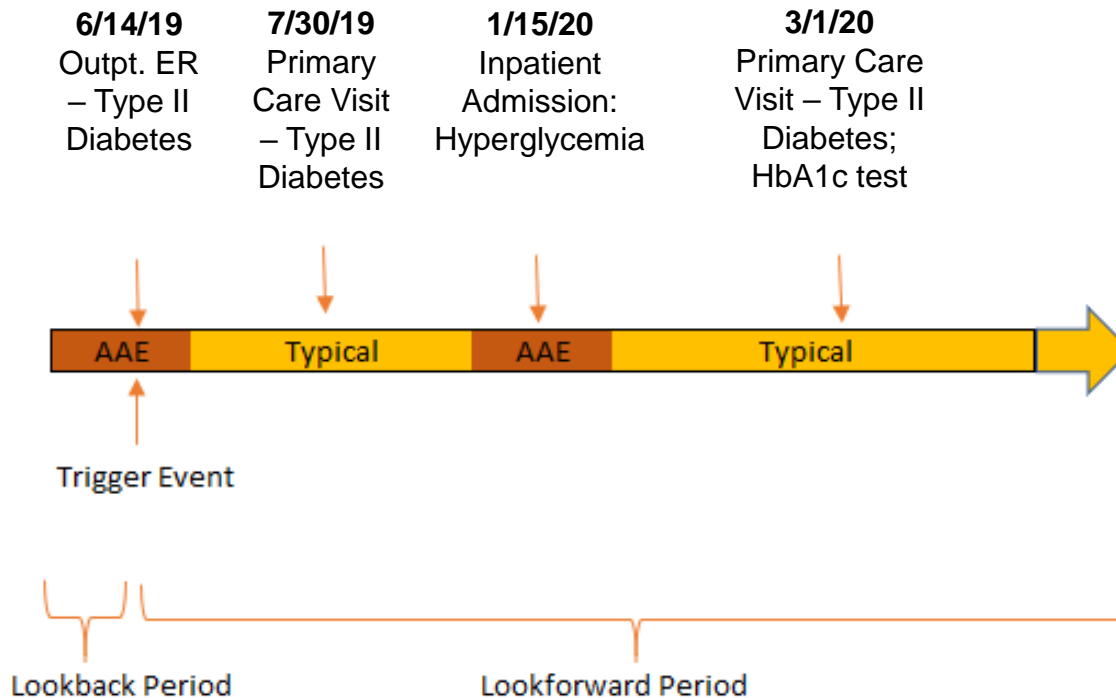 6/14/19
Outpt. ER
– Type II
Diabetes
7/30/19
Primary
Care Visit
– Type II
Diabetes
1/15/20
Inpatient
Admission:
Hyperglycemia
3/1/20
Primary Care
Visit – Type II
Diabetes;
HbA1c test
AAE
Typical
AAE
Typical
Trigger Event
Lookback Period
Lookforward Period